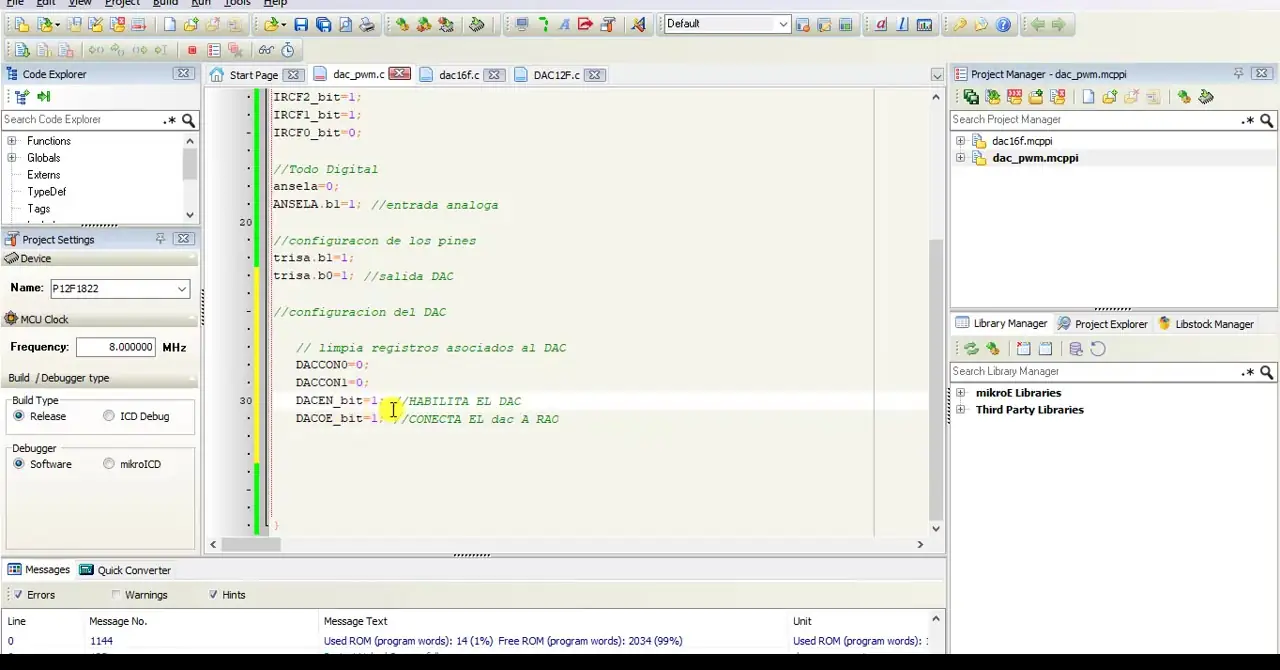 File Edit View Project Build Run Tools Help
Default
Code Explorer
Start Page dac_pwm.c dac16f.c DAC12F.c
Project Manager - dac_pwm.mcppi
Search Code Explorer
Search Project Manager
Functions
Globals
Externs
TypeDef
Tags
dac16f.mcppi
dac_pwm.mcppi
IRCF2_bit=1;
IRCF1_bit=1;
IRCF0_bit=0;
//Todo Digital
ansela=0;
ANSELA.b1=1; //entrada analoga
20
//configuracon de los pines
trisa.b1=1;
trisa.b0=1; //salida DAC
//configuracion del DAC
// limpia registros asociados al DAC
DACCON0=0;
DACCON1=0;
30
DACEN_bit=1; //HABILITA EL DAC
DACOE_bit=1; //CONECTA EL dac A RAO
}
Project Settings
Device
Name: P12F1822
MCU Clock
Frequency: 8.000000 MHz
Build / Debugger type
Build Type
Release ICD Debug
Debugger
Software mikroICD
Library Manager Project Explorer Libstock Manager
Search Library Manager
mikroE Libraries
Third Party Libraries
Messages Quick Converter
Errors Warnings Hints
Line Message No. Message Text Unit
0 1144 Used ROM (program words): 14 (1%) Free ROM (program words): 2034 (99%) Used ROM (program words):